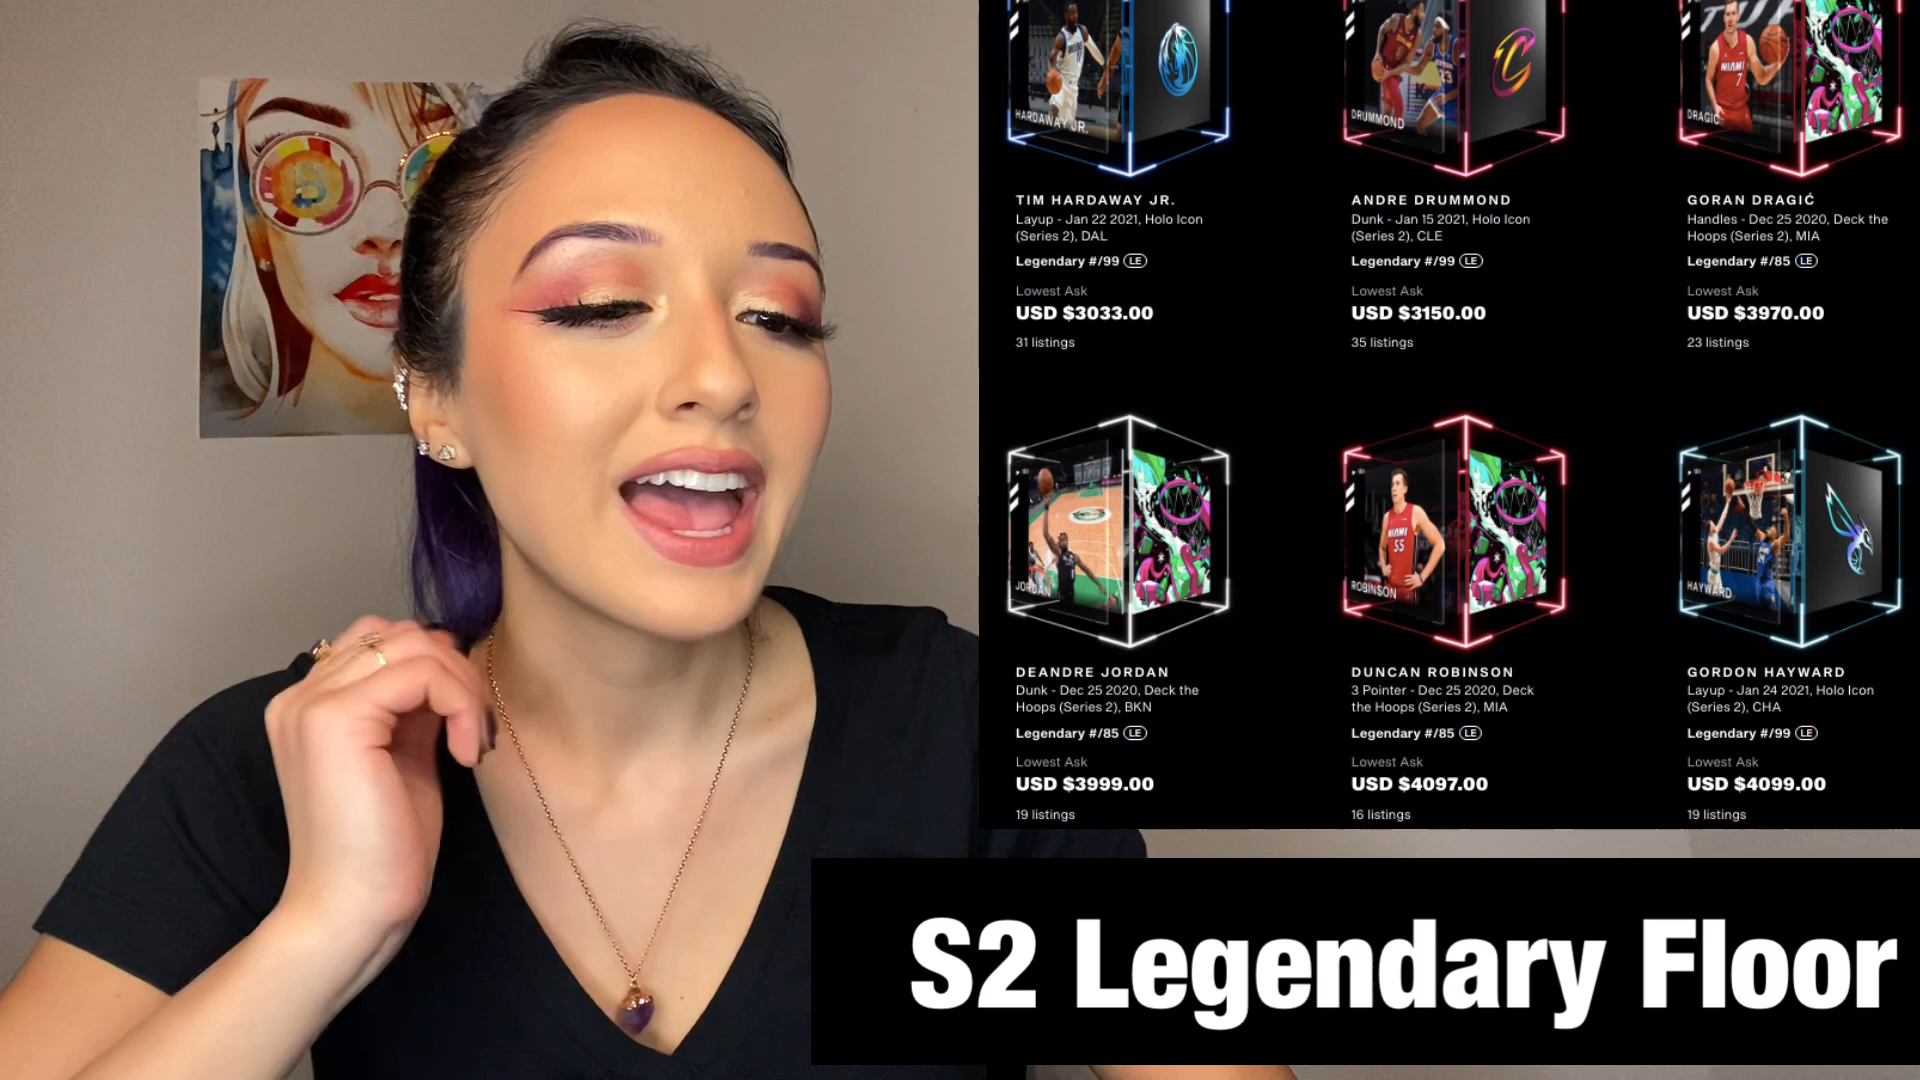 HARDAWAY JR.
DRUMMOND
MIAMI
7
DRAGIC
23
TIM HARDAWAY JR.
Layup - Jan 22 2021, Holo Icon
(Series 2), DAL
Legendary #/99 LE
Lowest Ask
USD $3033.00
31 listings
ANDRE DRUMMOND
Dunk - Jan 15 2021, Holo Icon
(Series 2), CLE
Legendary #/99 LE
Lowest Ask
USD $3150.00
35 listings
GORAN DRAGIĆ
Handles - Dec 25 2020, Deck the
Hoops (Series 2), MIA
Legendary #/85 LE
Lowest Ask
USD $3970.00
23 listings
JORDAN
MIAMI
55
ROBINSON
HAYWARD
DEANDRE JORDAN
Dunk - Dec 25 2020, Deck the
Hoops (Series 2), BKN
Legendary #/85 LE
Lowest Ask
USD $3999.00
19 listings
DUNCAN ROBINSON
3 Pointer - Dec 25 2020, Deck
the Hoops (Series 2), MIA
Legendary #/85 LE
Lowest Ask
USD $4097.00
16 listings
GORDON HAYWARD
Layup - Jan 24 2021, Holo Icon
(Series 2), CHA
Legendary #/99 LE
Lowest Ask
USD $4099.00
19 listings
S2 Legendary Floor